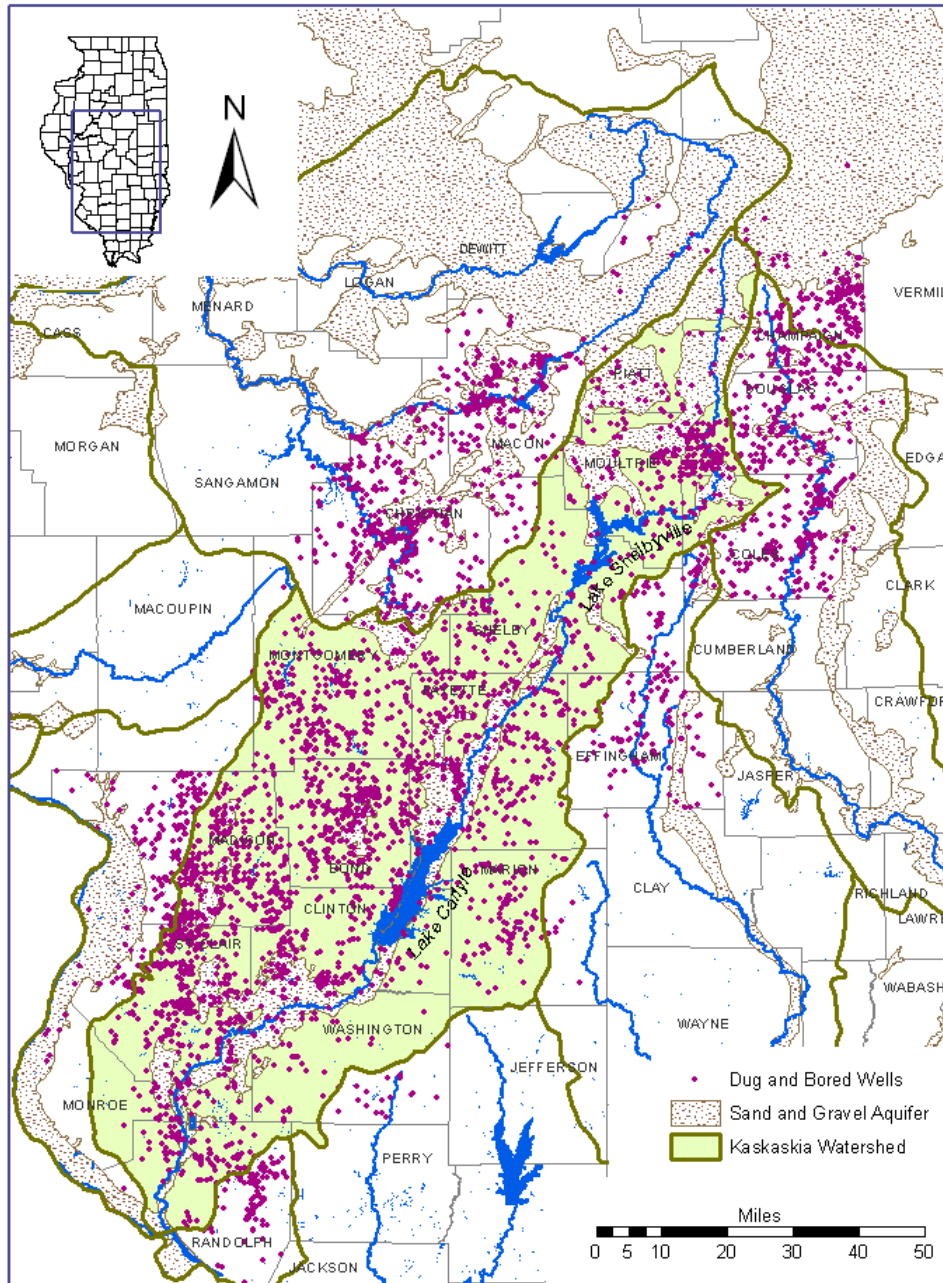 N
DEWITT
LOGAN
MENARD
VERMIL
CASS
CHAMPAIGN
PIATT
DOUGLAS
MORGAN
MACON
MOULTRIE
EDGA
SANGAMON
CHRISTIAN
Lake Shelbyville
COLES
CLARK
MACOUPIN
SHELBY
CUMBERLAND
MONTGOMERY
FAYETTE
CRAWFOR
EFFINGHAM
JASPER
MADISON
BOND
MARION
CLAY
RICHLAND
CLINTON
LAWRE
Lake Carlyle
ST CLAIR
WABASH
WASHINGTON
WAYNE
JEFFERSON
Dug and Bored Wells
MONROE
Sand and Gravel Aquifer
PERRY
Kaskaskia Watershed
Miles
RANDOLPH
0 5 10 20 30 40 50
JACKSON